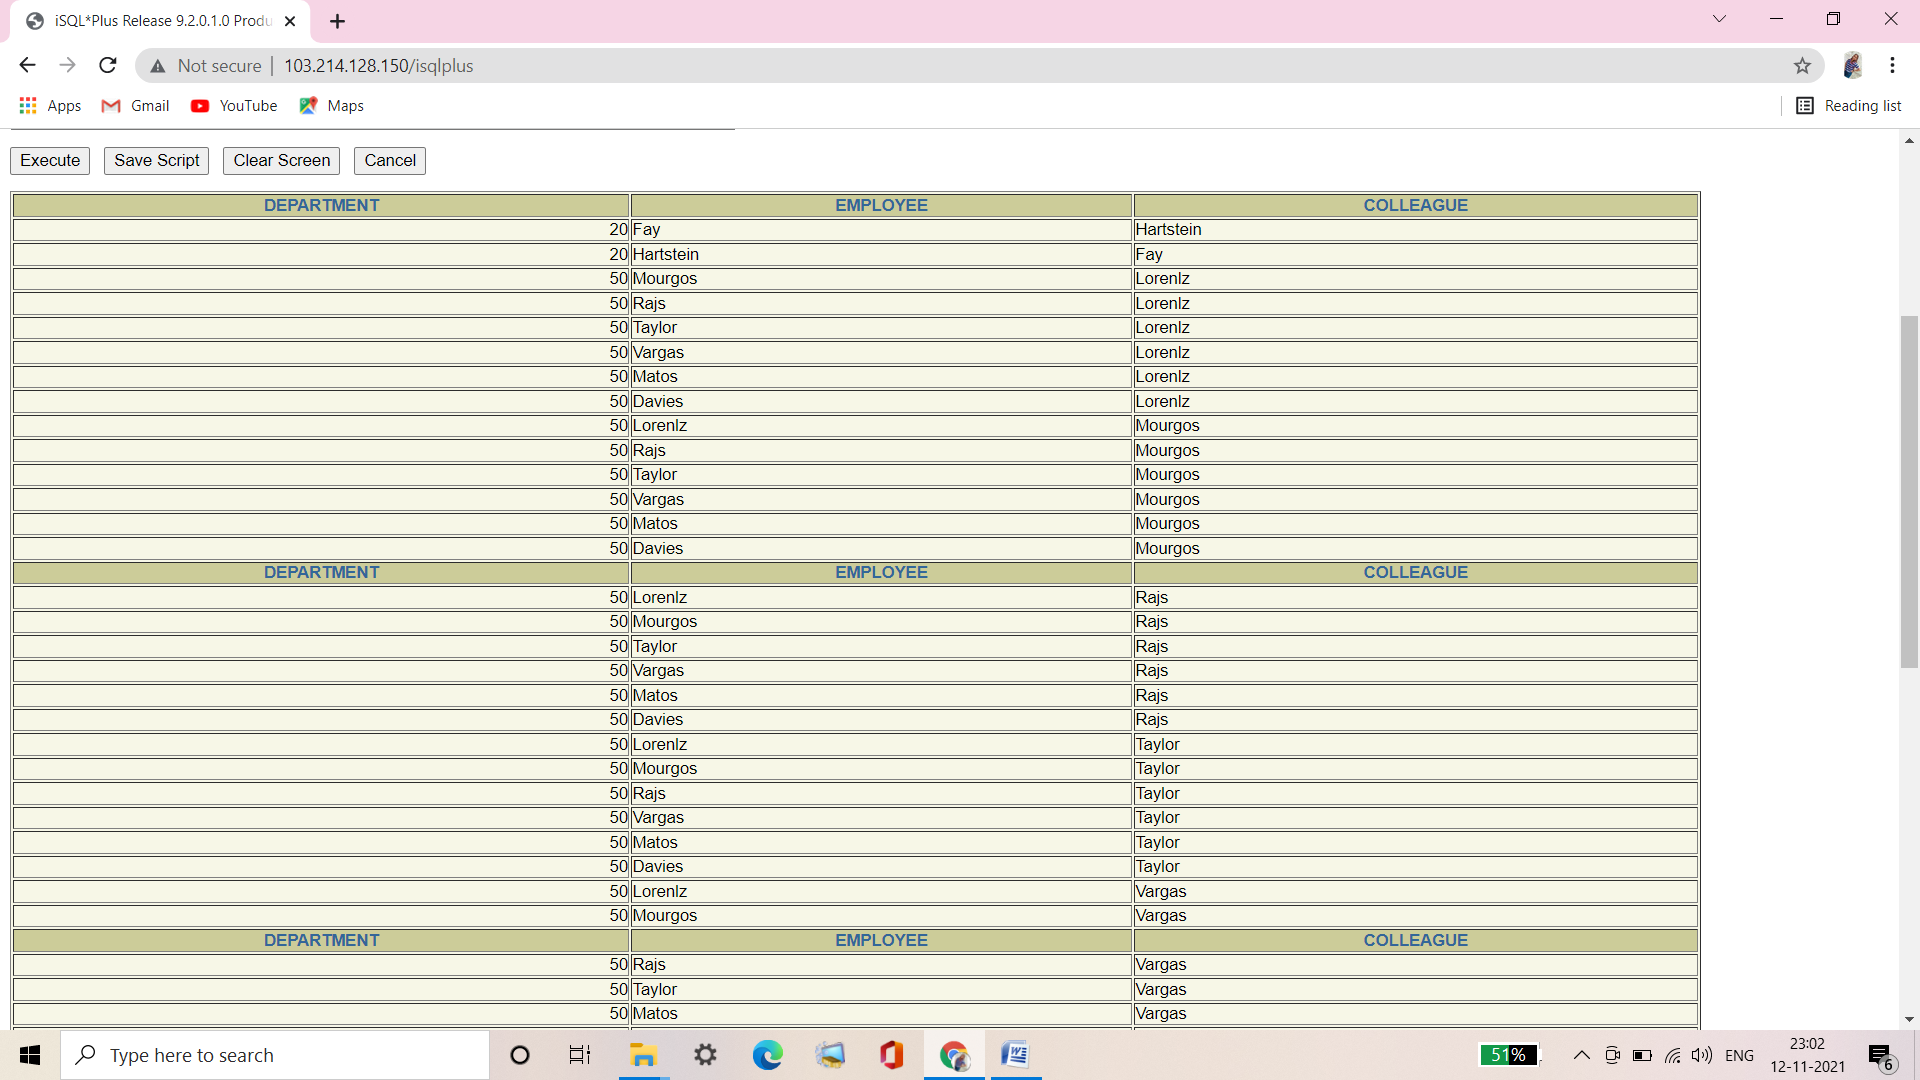 iSQL*Plus Release 9.2.0.1.0 Produ
Not secure | 103.214.128.150/isqlplus
Apps Gmail YouTube Maps Reading list
Execute Save Script Clear Screen Cancel
DEPARTMENT EMPLOYEE COLLEAGUE
20 Fay Hartstein
20 Hartstein Fay
50 Mourgos Lorenlz
50 Rajs Lorenlz
50 Taylor Lorenlz
50 Vargas Lorenlz
50 Matos Lorenlz
50 Davies Lorenlz
50 Lorenlz Mourgos
50 Rajs Mourgos
50 Taylor Mourgos
50 Vargas Mourgos
50 Matos Mourgos
50 Davies Mourgos
DEPARTMENT EMPLOYEE COLLEAGUE
50 Lorenlz Rajs
50 Mourgos Rajs
50 Taylor Rajs
50 Vargas Rajs
50 Matos Rajs
50 Davies Rajs
50 Lorenlz Taylor
50 Mourgos Taylor
50 Rajs Taylor
50 Vargas Taylor
50 Matos Taylor
50 Davies Taylor
50 Lorenlz Vargas
50 Mourgos Vargas
DEPARTMENT EMPLOYEE COLLEAGUE
50 Rajs Vargas
50 Taylor Vargas
50 Matos Vargas
Type here to search
51%
ENG
23:02
12-11-2021
6